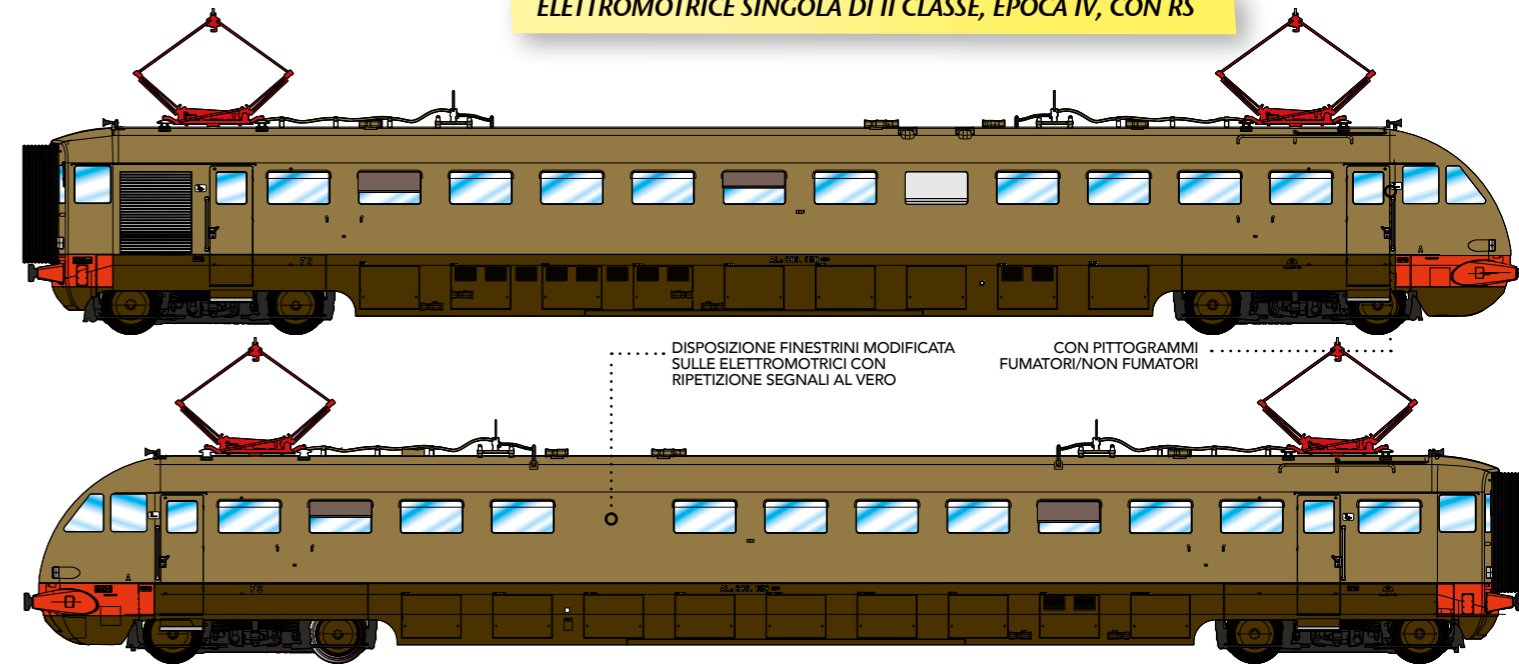 ELETTROMOTRICE SINGOLA DI II CLASSE, EPOCA IV, CON RS
DISPOSIZIONE FINESTRINI MODIFICATA
SULLE ELETTROMOTRICI CON
RIPETIZIONE SEGNALI AL VERO
CON PITTOGRAMMI
FUMATORI/NON FUMATORI